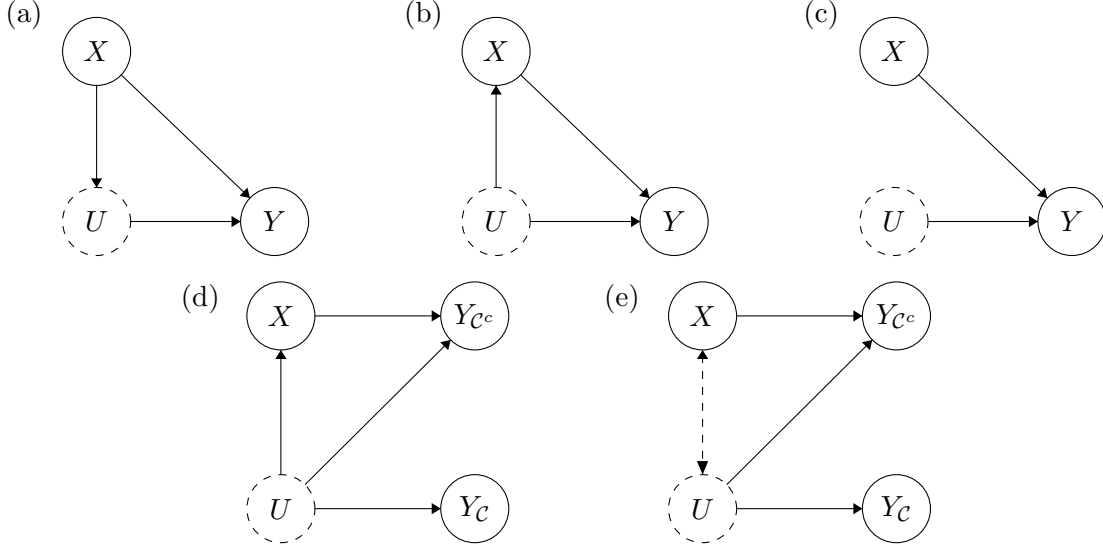 (a) (b) (c)
X X X
U Y U Y U Y
(d) (e)
X Y_{𝒞^c} X Y_{𝒞^c}
U Y_𝒞 U Y_𝒞